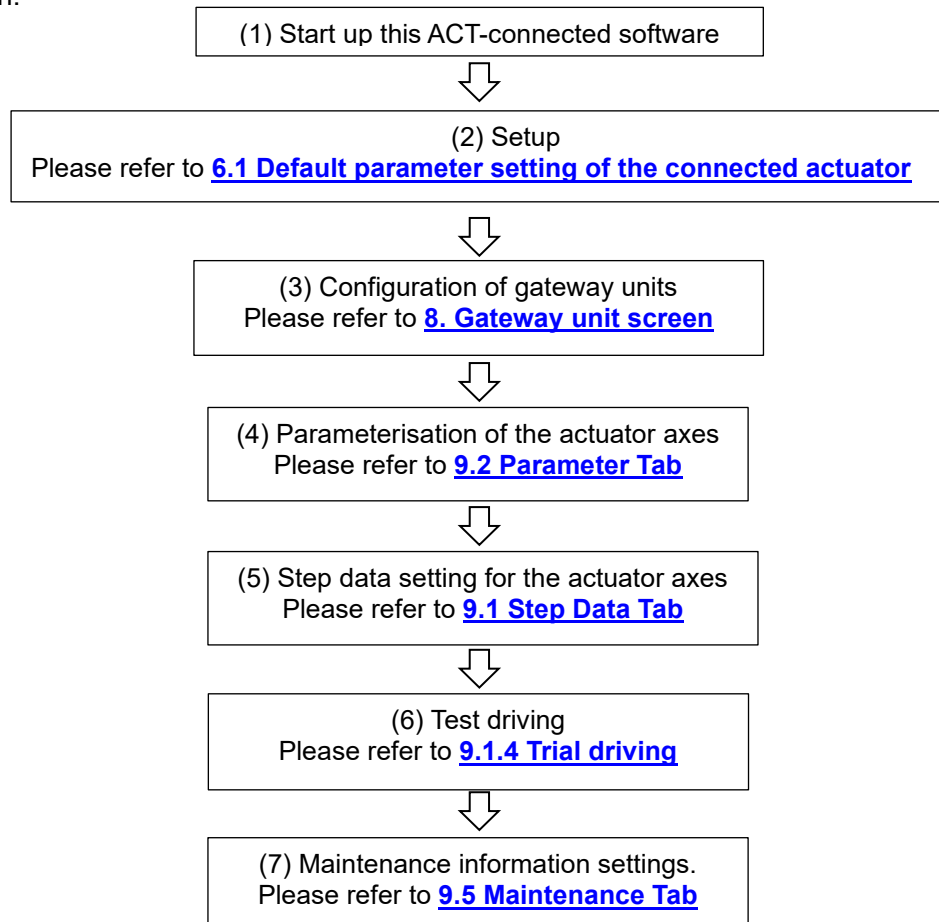 (1) Start up this ACT-connected software
(2) Setup
Please refer to 6.1 Default parameter setting of the connected actuator
(3) Configuration of gateway units
Please refer to 8. Gateway unit screen
(4) Parameterisation of the actuator axes
Please refer to 9.2 Parameter Tab
(5) Step data setting for the actuator axes
Please refer to 9.1 Step Data Tab
(6) Test driving
Please refer to 9.1.4 Trial driving
(7) Maintenance information settings.
Please refer to 9.5 Maintenance Tab